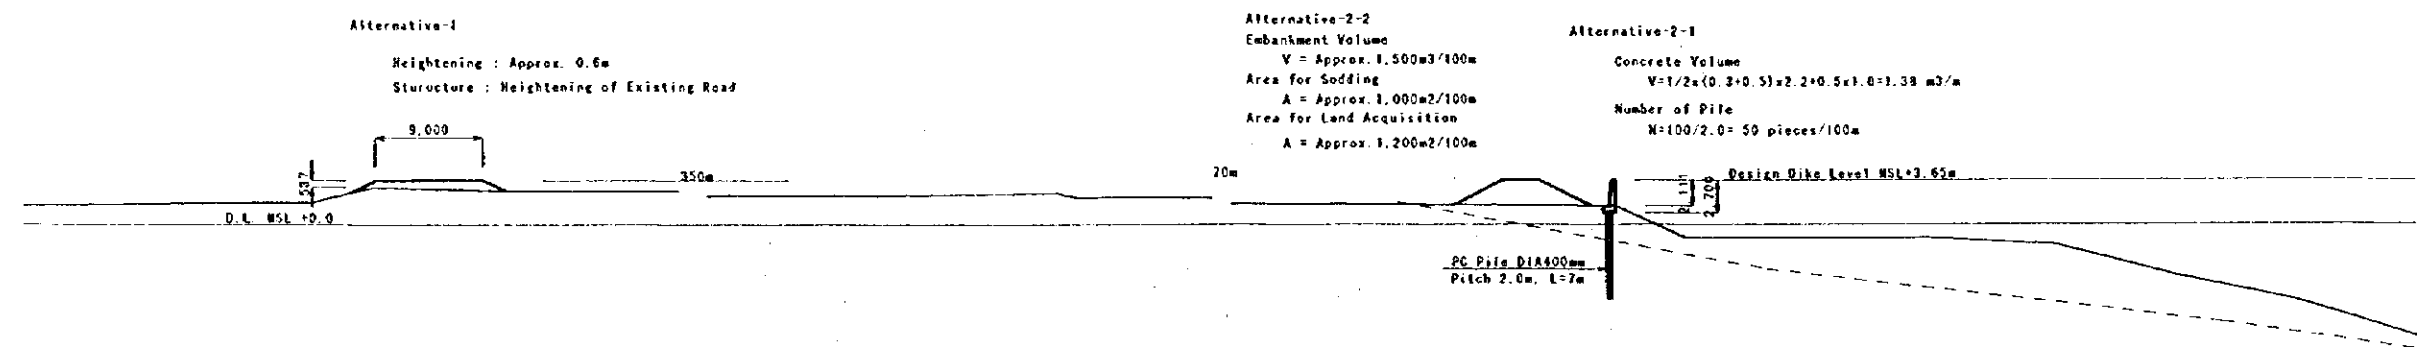 Alternative-1
Heightening : Approx. 0.6m
Sturucture : Heightening of Existing Road
9,000
537
350m
D.L. MSL +0.0
20m
Alternative-2-2
Embankment Volume
V = Approx.1,500m3/100m
Area for Sodding
A = Approx.1,000m2/100m
Area for Land Acquisition
A = Approx.1,200m2/100m
Alternative-2-1
Concrete Volume
V=1/2x(0.3+0.5)x2.2+0.5x1.0=1.38 m3/m
Number of Pile
N=100/2.0= 50 pieces/100m
2,111
2,700
Design Dike Level MSL+3.65m
PC Pile DIA400mm
Pitch 2.0m, L=7m